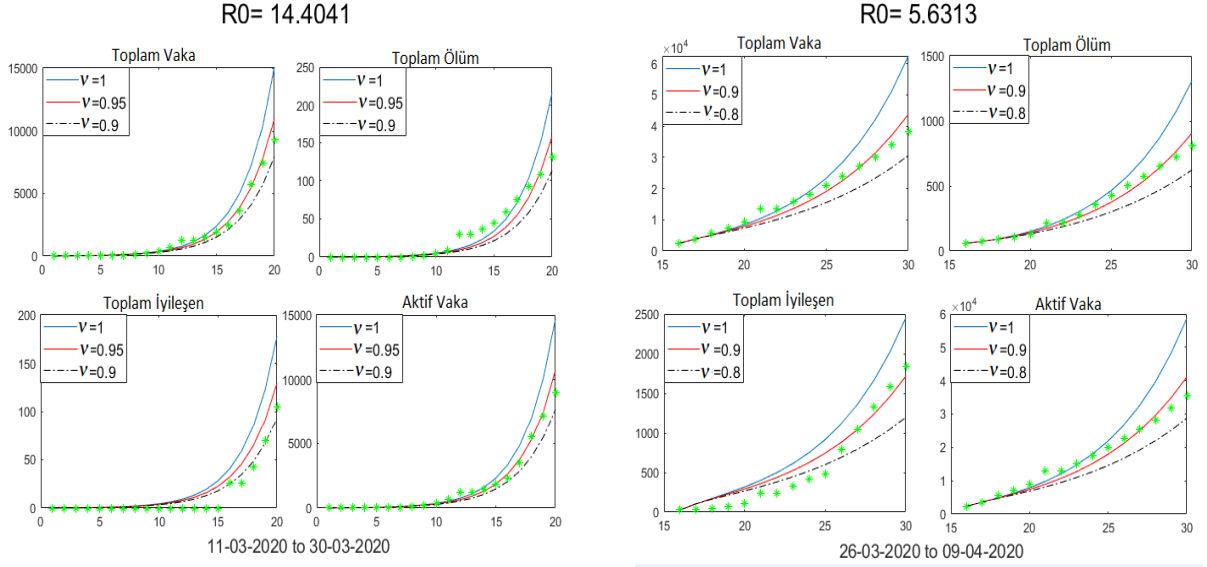 R0= 14.4041
Toplam Vaka
15000
10000
5000
0
0 5 10 15 20
v=1
v=0.95
v=0.9
Toplam Ölüm
250
200
150
100
50
0
0 5 10 15 20
v=1
v=0.95
v=0.9
Toplam İyileşen
200
150
100
50
0
0 5 10 15 20
v=1
v=0.95
v=0.9
Aktif Vaka
15000
10000
5000
0
0 5 10 15 20
v=1
v=0.95
v=0.9
11-03-2020 to 30-03-2020
R0= 5.6313
Toplam Vaka
×10⁴
6
5
4
3
2
1
0
15 20 25 30
v=1
v=0.9
v=0.8
Toplam Ölüm
1500
1000
500
0
15 20 25 30
v=1
v=0.9
v=0.8
Toplam İyileşen
2500
2000
1500
1000
500
0
15 20 25 30
v=1
v=0.9
v=0.8
Aktif Vaka
×10⁴
6
5
4
3
2
1
0
15 20 25 30
v=1
v=0.9
v=0.8
26-03-2020 to 09-04-2020